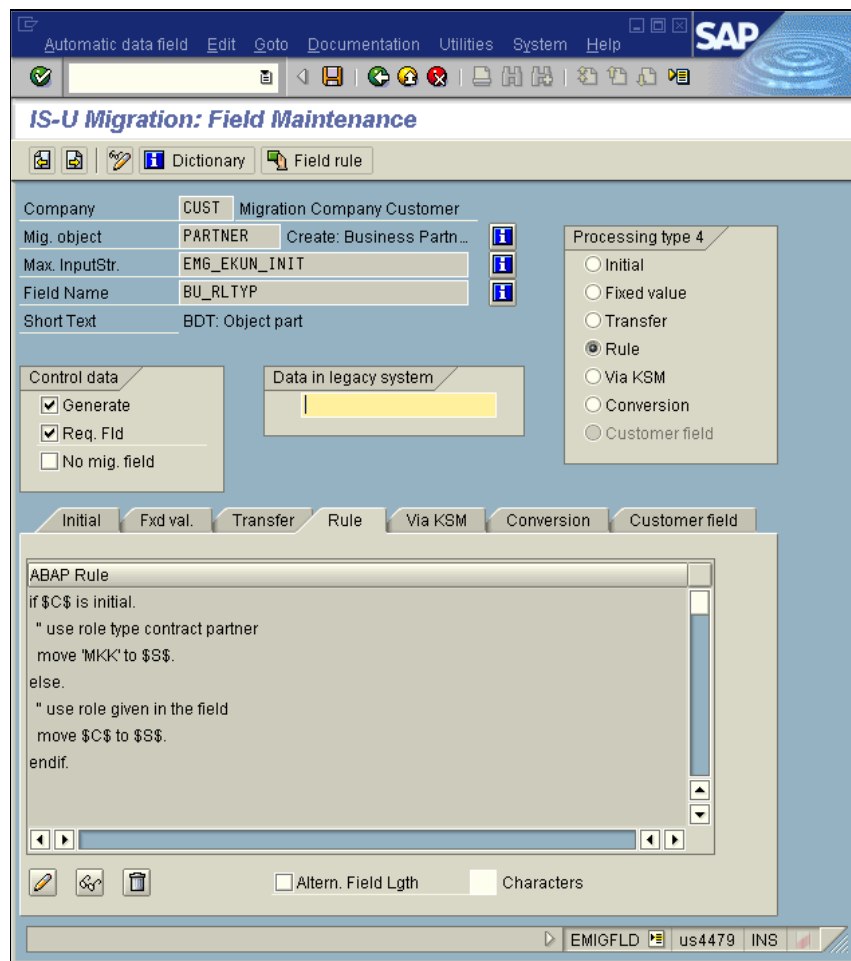 Automatic data field Edit Goto Documentation Utilities System Help
SAP
IS-U Migration: Field Maintenance
Dictionary Field rule
Company CUST Migration Company Customer
Mig. object PARTNER Create: Business Partn...
Max. InputStr. EMG_EKUN_INIT
Field Name BU_RLTYP
Short Text BDT: Object part
Processing type 4
Initial
Fixed value
Transfer
Rule
Via KSM
Conversion
Customer field
Control data
Generate
Req. Fld
No mig. field
Data in legacy system
Initial Fxd val. Transfer Rule Via KSM Conversion Customer field
ABAP Rule
if $C$ is initial.
" use role type contract partner
move 'MKK' to $S$.
else.
" use role given in the field
move $C$ to $S$.
endif.
Altern. Field Lgth Characters
EMIGFLD us4479 INS